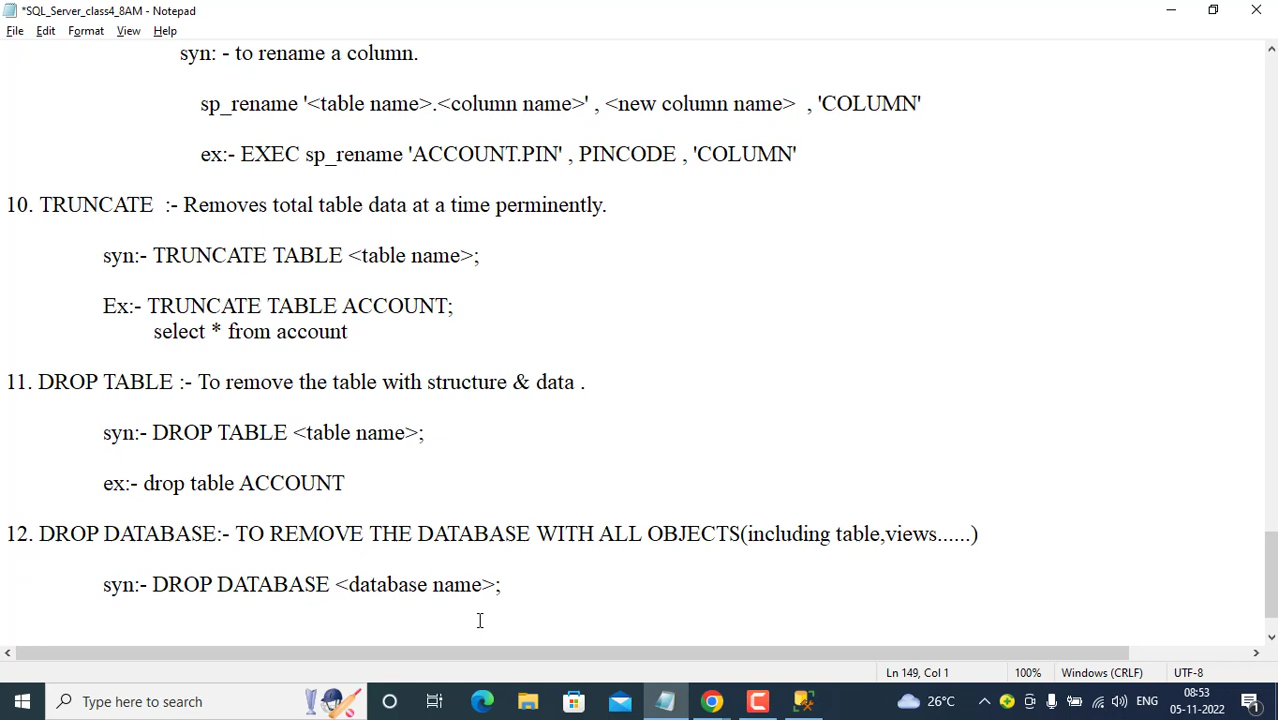 *SQL_Server_class4_8AM - Notepad
File Edit Format View Help
syn: - to rename a column.
sp_rename '<table name>.<column name>' , <new column name>  , 'COLUMN'
ex:- EXEC sp_rename 'ACCOUNT.PIN' , PINCODE , 'COLUMN'
10. TRUNCATE  :- Removes total table data at a time perminently.
syn:- TRUNCATE TABLE <table name>;
Ex:- TRUNCATE TABLE ACCOUNT;
select * from account
11. DROP TABLE :- To remove the table with structure & data .
syn:- DROP TABLE <table name>;
ex:- drop table ACCOUNT
12. DROP DATABASE:- TO REMOVE THE DATABASE WITH ALL OBJECTS(including table,views......)
syn:- DROP DATABASE <database name>;
Ln 149, Col 1 100% Windows (CRLF) UTF-8
Type here to search 26°C ENG 08:53
05-11-2022 1